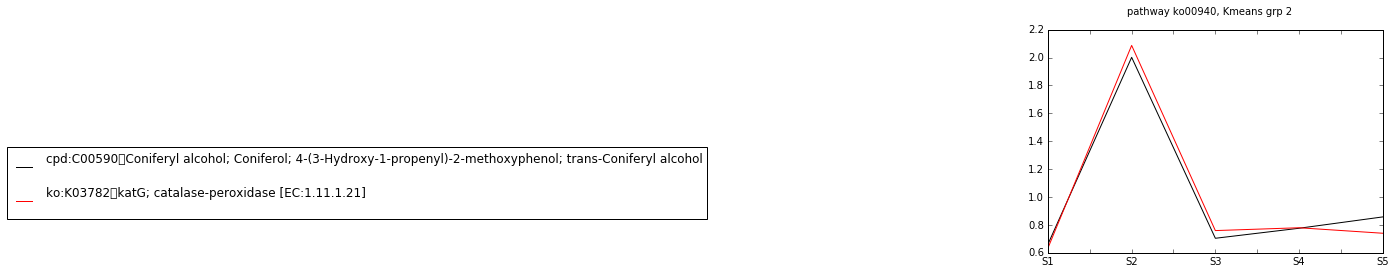 pathway ko00940, Kmeans grp 2
2.2
2.0
1.8
1.6
1.4
1.2
1.0
0.8
0.6
S1 S2 S3 S4 S5
cpd:C00590▯Coniferyl alcohol; Coniferol; 4-(3-Hydroxy-1-propenyl)-2-methoxyphenol; trans-Coniferyl alcohol
ko:K03782▯katG; catalase-peroxidase [EC:1.11.1.21]